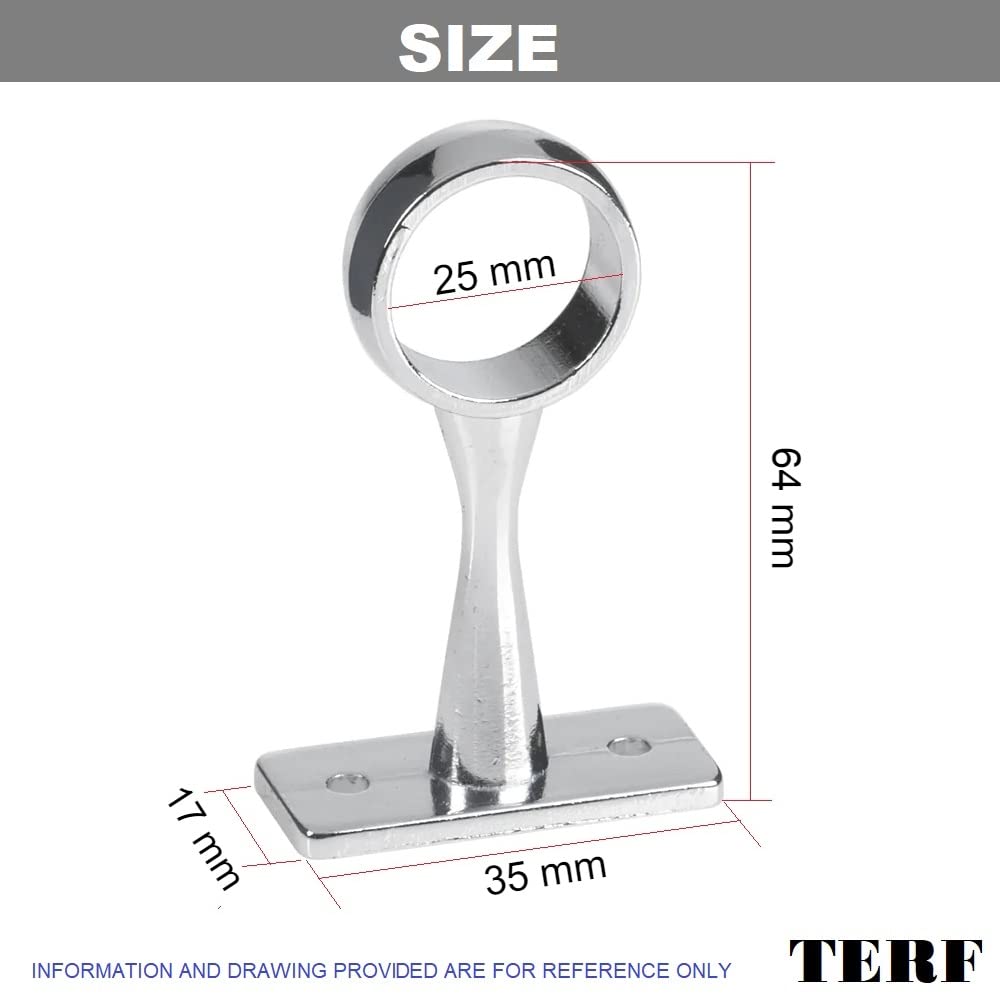 SIZE
25 mm
64 mm
17 mm
35 mm
INFORMATION AND DRAWING PROVIDED ARE FOR REFERENCE ONLY
TERF